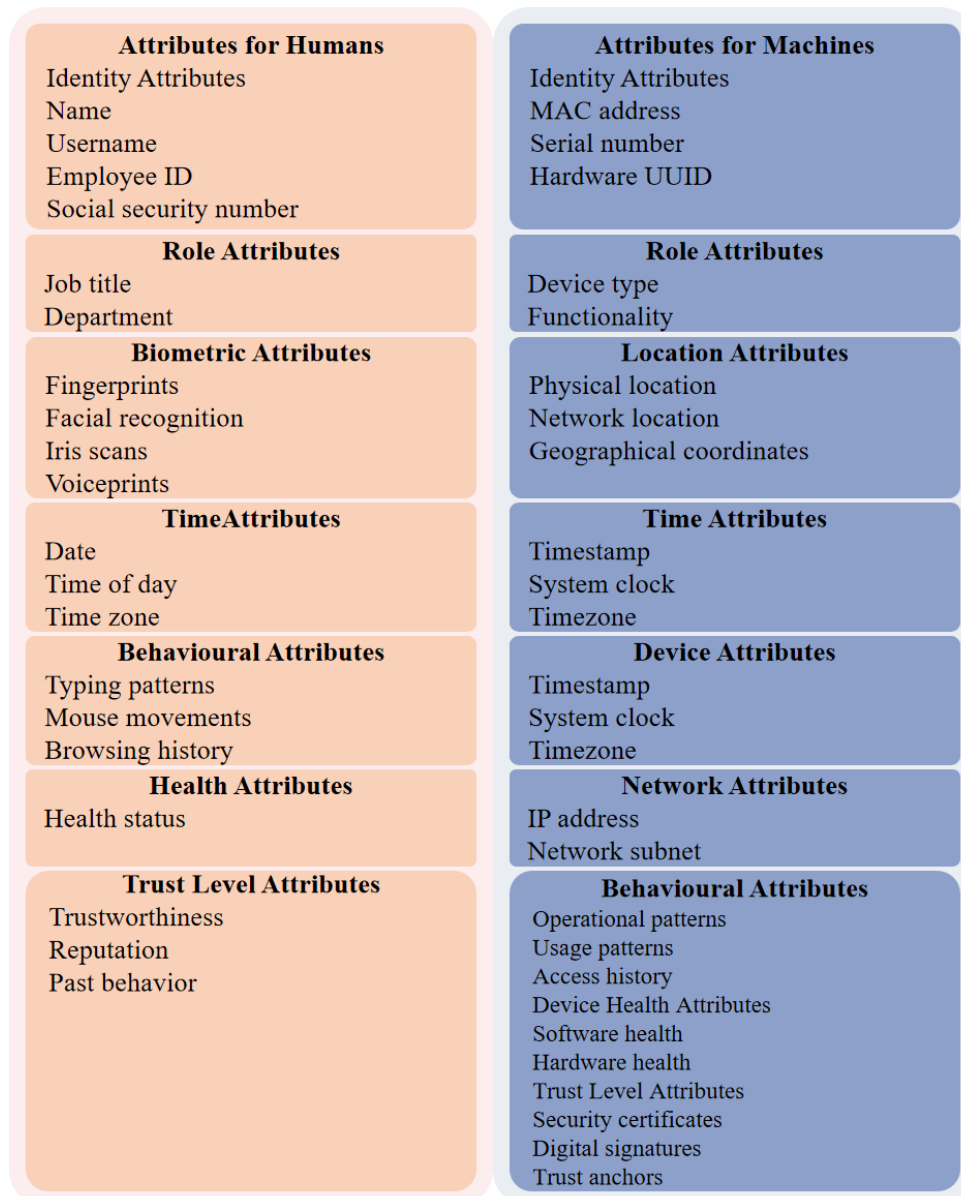 Attributes for Humans
Identity Attributes
Name
Username
Employee ID
Social security number
Role Attributes
Job title
Department
Biometric Attributes
Fingerprints
Facial recognition
Iris scans
Voiceprints
TimeAttributes
Date
Time of day
Time zone
Behavioural Attributes
Typing patterns
Mouse movements
Browsing history
Health Attributes
Health status
Trust Level Attributes
Trustworthiness
Reputation
Past behavior
Attributes for Machines
Identity Attributes
MAC address
Serial number
Hardware UUID
Role Attributes
Device type
Functionality
Location Attributes
Physical location
Network location
Geographical coordinates
Time Attributes
Timestamp
System clock
Timezone
Device Attributes
Timestamp
System clock
Timezone
Network Attributes
IP address
Network subnet
Behavioural Attributes
Operational patterns
Usage patterns
Access history
Device Health Attributes
Software health
Hardware health
Trust Level Attributes
Security certificates
Digital signatures
Trust anchors